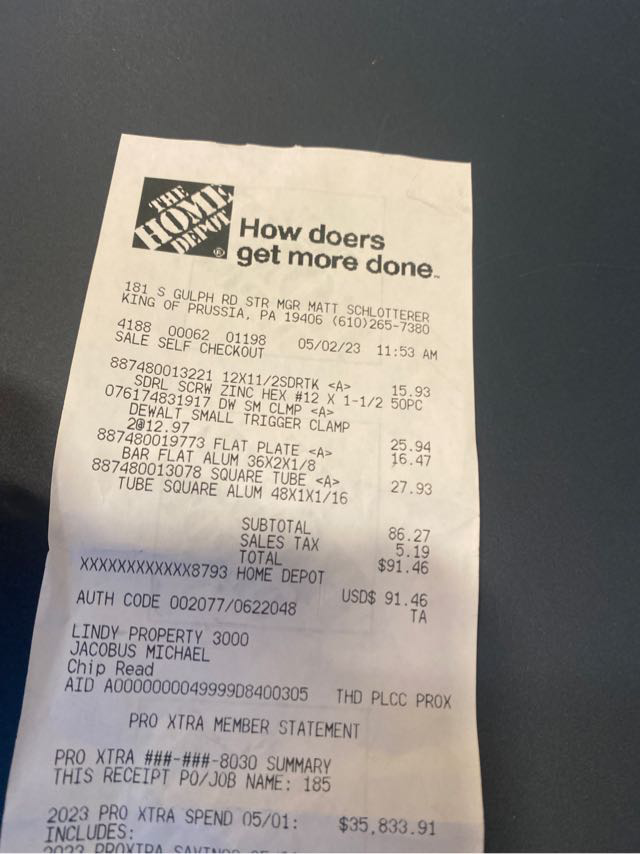 THE
HOME
DEPOT
®
How doers
get more done™
181 S GULPH RD STR MGR MATT SCHLOTTERER
KING OF PRUSSIA, PA 19406 (610)265-7380
4188 00062 01198 05/02/23 11:53 AM
SALE SELF CHECKOUT
887480013221 12X11/2SDRTK <A> 15.93
SDRL SCRW ZINC HEX #12 X 1-1/2 50PC
076174831917 DW SM CLMP <A>
DEWALT SMALL TRIGGER CLAMP
2@12.97 25.94
887480019773 FLAT PLATE <A> 16.47
BAR FLAT ALUM 36X2X1/8
887480013078 SQUARE TUBE <A> 27.93
TUBE SQUARE ALUM 48X1X1/16
SUBTOTAL 86.27
SALES TAX 5.19
TOTAL $91.46
XXXXXXXXXXXX8793 HOME DEPOT
USD$ 91.46
AUTH CODE 002077/0622048 TA
LINDY PROPERTY 3000
JACOBUS MICHAEL
Chip Read
AID A0000000049999D8400305 THD PLCC PROX
PRO XTRA MEMBER STATEMENT
PRO XTRA ###-###-8030 SUMMARY
THIS RECEIPT PO/JOB NAME: 185
2023 PRO XTRA SPEND 05/01: $35,833.91
INCLUDES:
2023 PROXTRA SAVINGS